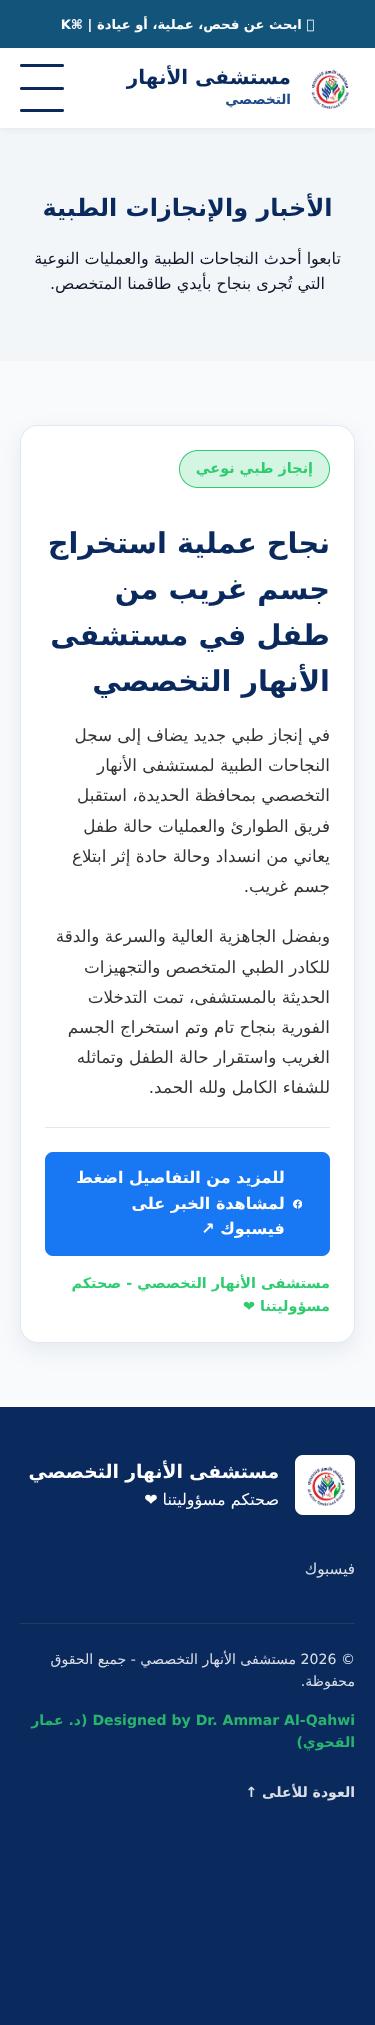 ابحث عن فحص، عملية، أو عيادة | ⌘K
مستشفى الأنهار
التخصصي
الأخبار والإنجازات الطبية
تابعوا أحدث النجاحات الطبية والعمليات النوعية
التي تُجرى بنجاح بأيدي طاقمنا المتخصص.
إنجاز طبي نوعي
نجاح عملية استخراج
جسم غريب من
طفل في مستشفى
الأنهار التخصصي
في إنجاز طبي جديد يضاف إلى سجل
النجاحات الطبية لمستشفى الأنهار
التخصصي بمحافظة الحديدة، استقبل
فريق الطوارئ والعمليات حالة طفل
يعاني من انسداد وحالة حادة إثر ابتلاع
جسم غريب.
وبفضل الجاهزية العالية والسرعة والدقة
للكادر الطبي المتخصص والتجهيزات
الحديثة بالمستشفى، تمت التدخلات
الفورية بنجاح تام وتم استخراج الجسم
الغريب واستقرار حالة الطفل وتماثله
للشفاء الكامل ولله الحمد.
للمزيد من التفاصيل اضغط
لمشاهدة الخبر على
فيسبوك ↗
مستشفى الأنهار التخصصي - صحتكم
مسؤوليتنا ❤
مستشفى الأنهار التخصصي
صحتكم مسؤوليتنا ❤
فيسبوك
© 2026 مستشفى الأنهار التخصصي - جميع الحقوق
محفوظة.
Designed by Dr. Ammar Al-Qahwi (د. عمار
القحوي)
العودة للأعلى ↑